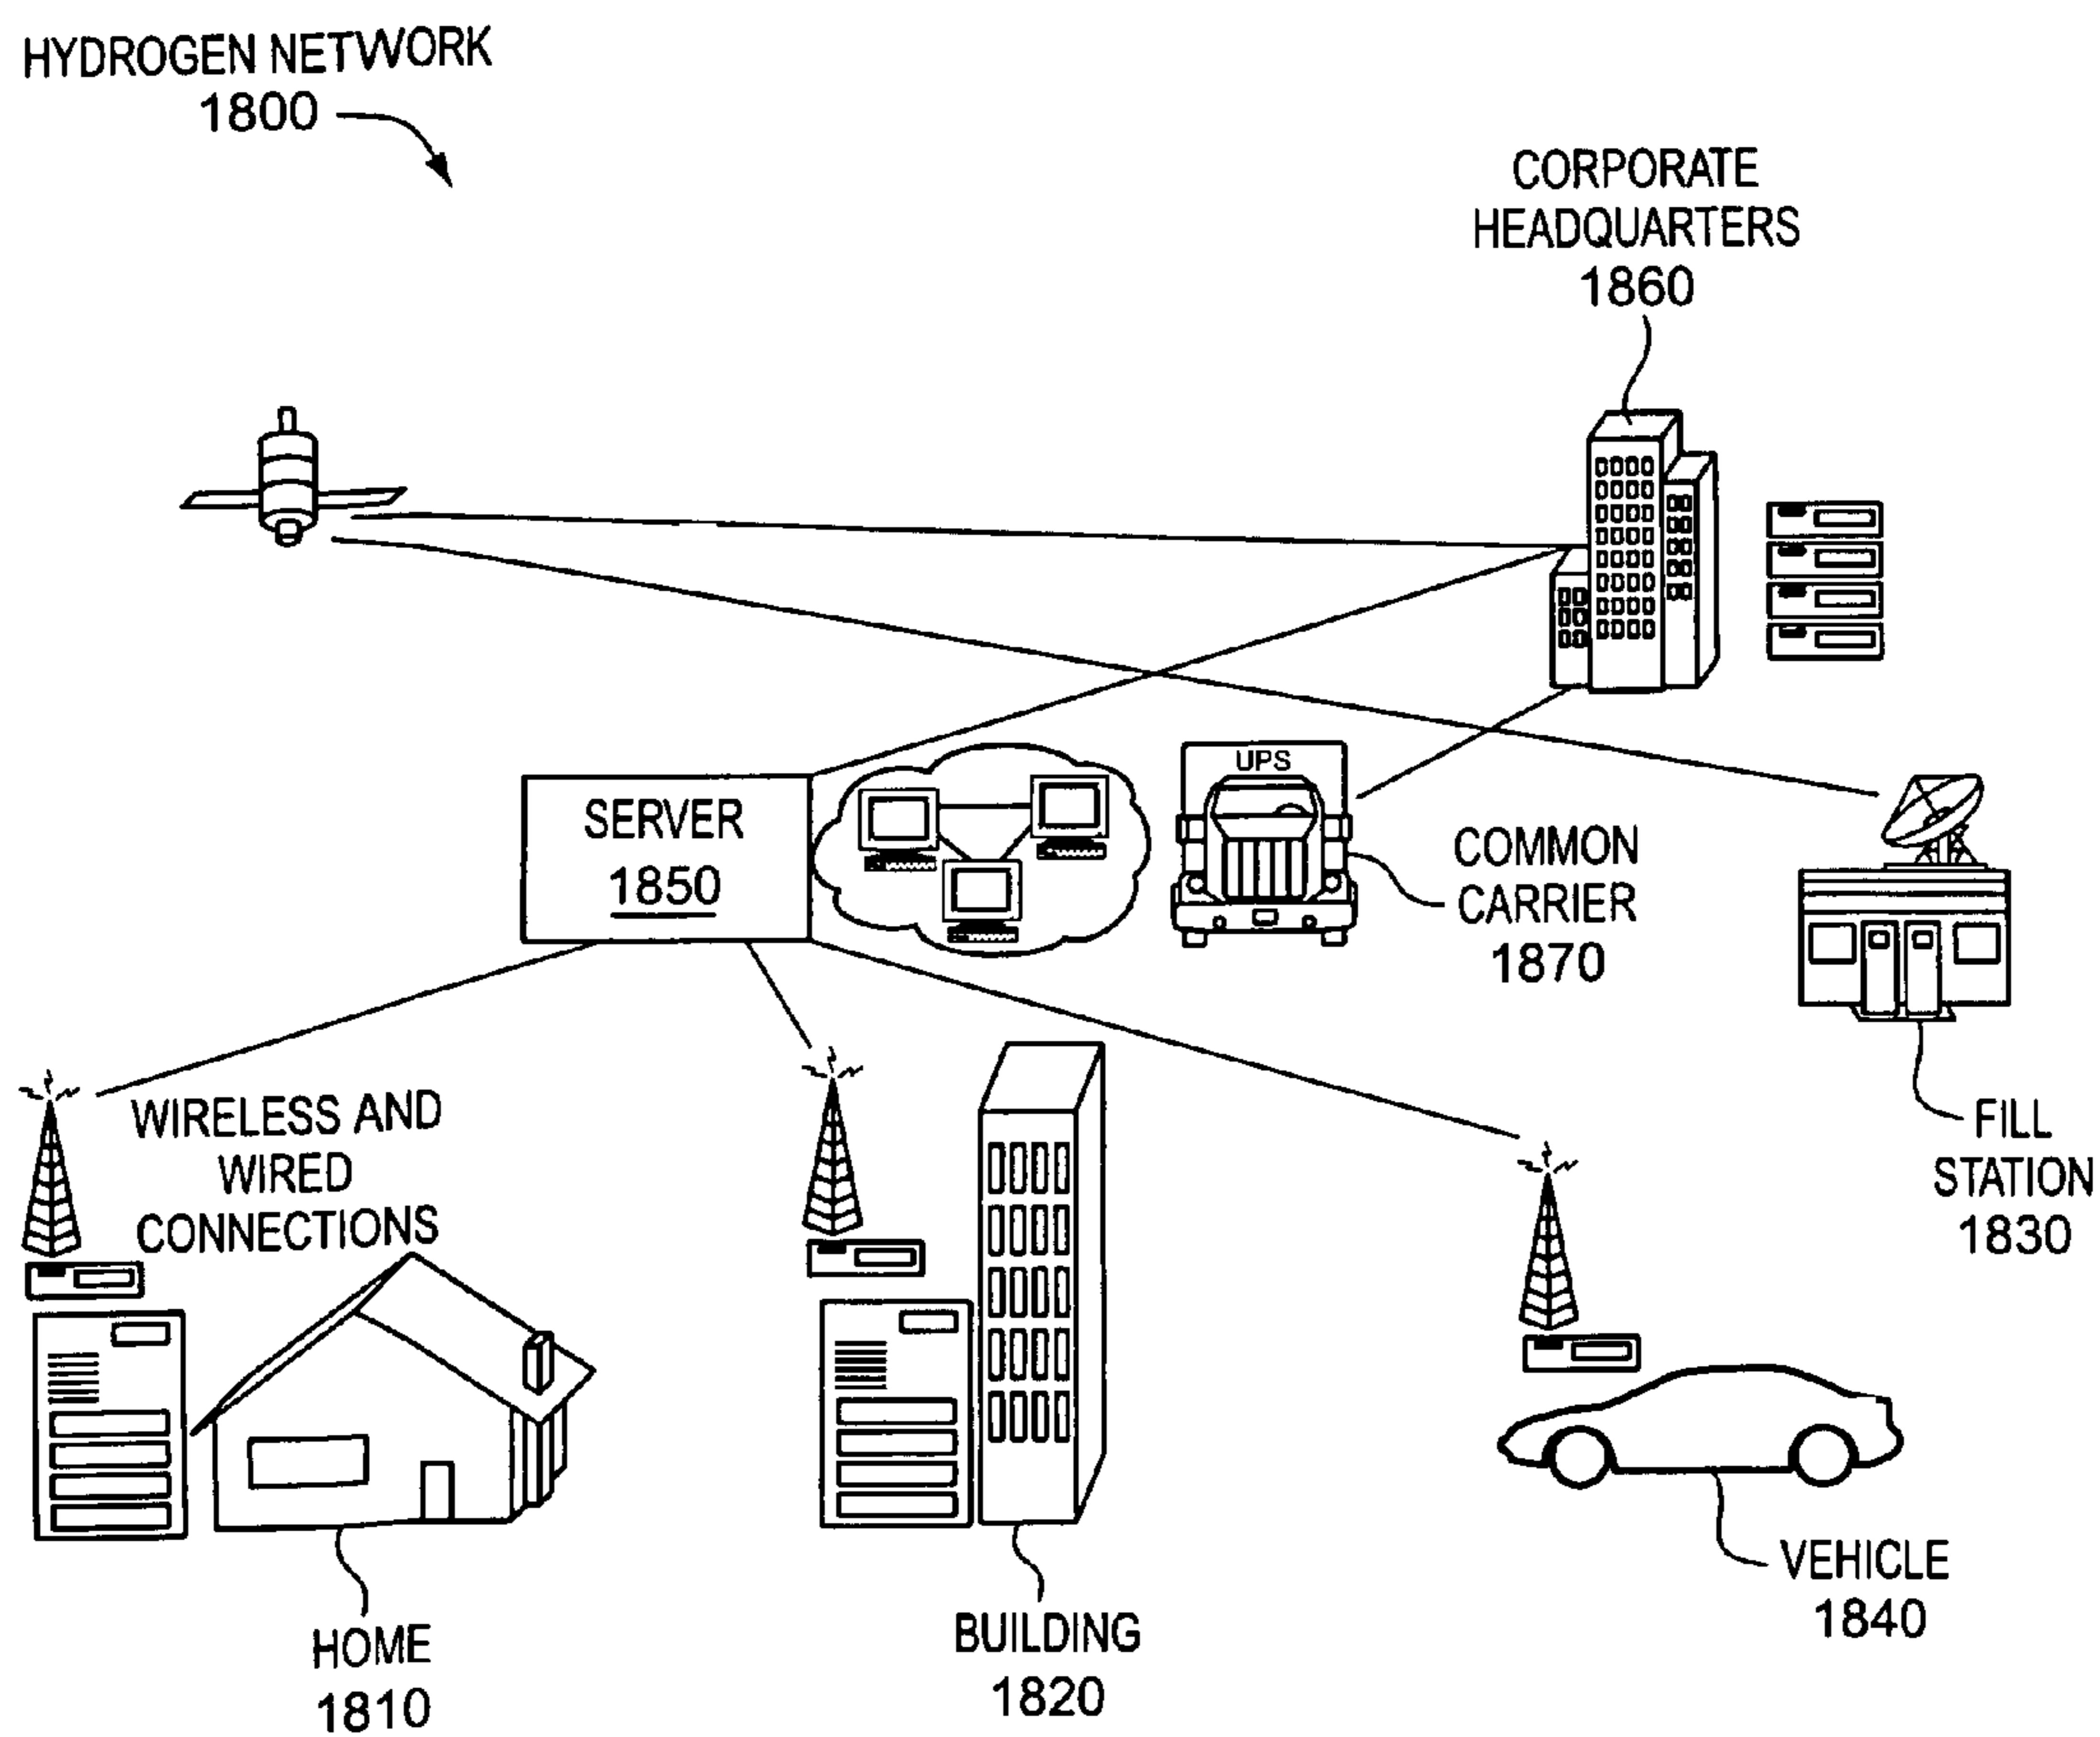 HYDROGEN NETWORK
1800
CORPORATE
HEADQUARTERS
1860
SERVER
1850
UPS
COMMON
CARRIER
1870
FILL
STATION
1830
WIRELESS AND
WIRED
CONNECTIONS
HOME
1810
BUILDING
1820
VEHICLE
1840